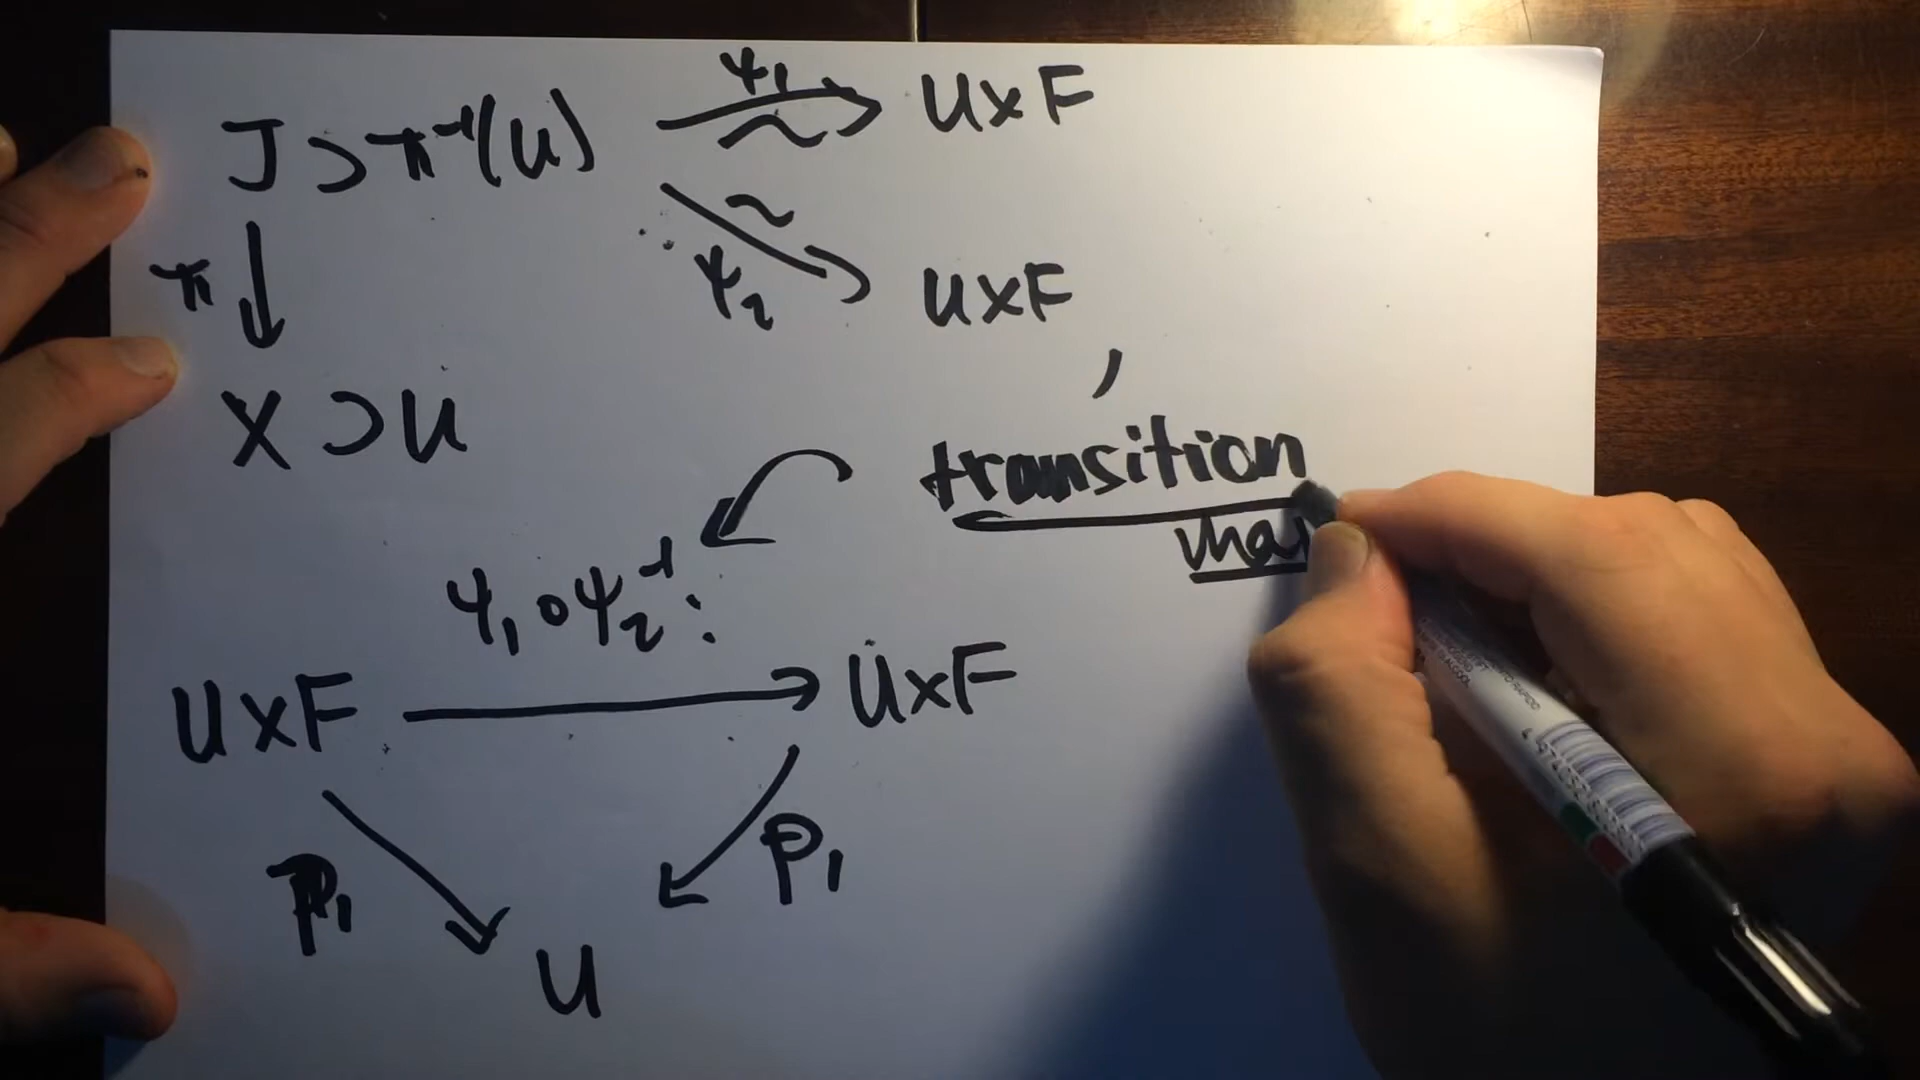 J ⊃ π⁻¹(U) ψ₁ ~ U×F
~ ψ₂ U×F
π
X ⊃ U
,
transition
ψ₁∘ψ₂⁻¹:
U×F → U×F
p₁ p₁
U